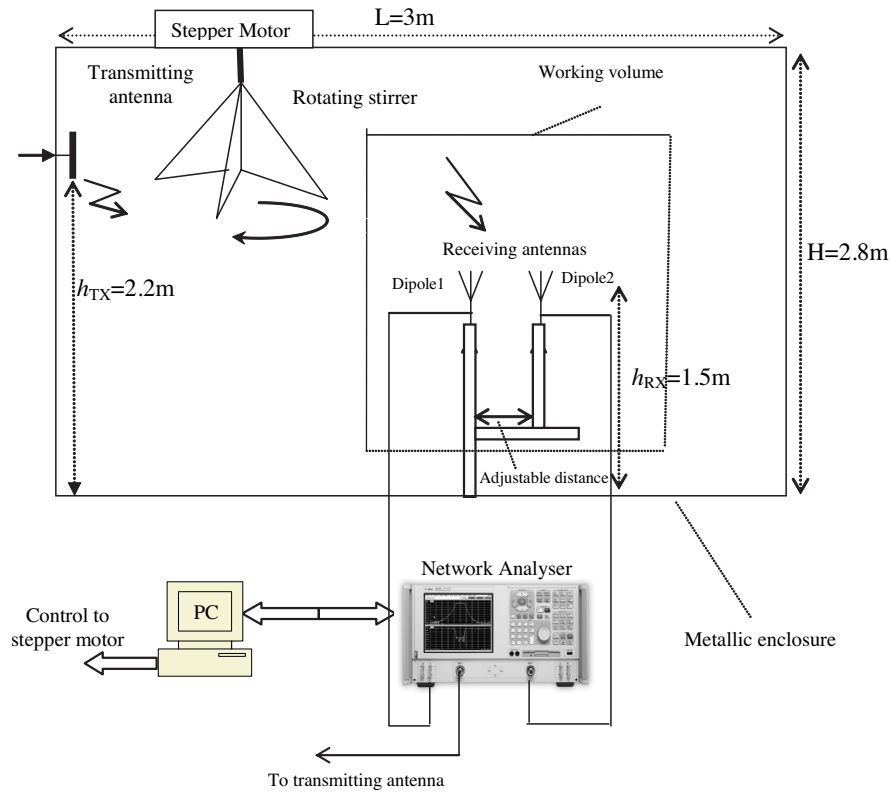 L=3m
Stepper Motor
Transmitting
antenna
Rotating stirrer
Working volume
Receiving antennas
Dipole1
Dipole2
hTX=2.2m
H=2.8m
hRX=1.5m
Adjustable distance
Network Analyser
PC
Control to
stepper motor
Metallic enclosure
To transmitting antenna